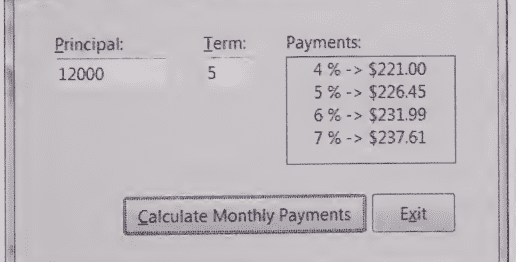 Principal:
Term:
Payments:
12000
5
4 % -> $221.00
5 % -> $226.45
6 % -> $231.99
7 % -> $237.61
Calculate Monthly Payments
Exit